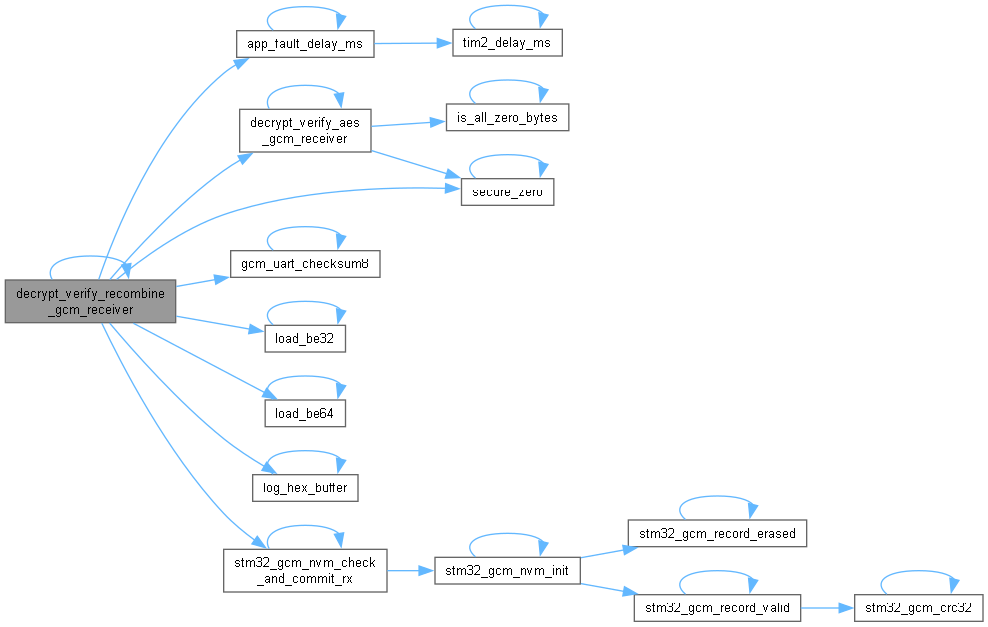 app_fault_delay_ms
tim2_delay_ms
decrypt_verify_aes
_gcm_receiver
is_all_zero_bytes
secure_zero
gcm_uart_checksum8
decrypt_verify_recombine
_gcm_receiver
load_be32
load_be64
log_hex_buffer
stm32_gcm_nvm_check
_and_commit_rx
stm32_gcm_nvm_init
stm32_gcm_record_erased
stm32_gcm_record_valid
stm32_gcm_crc32